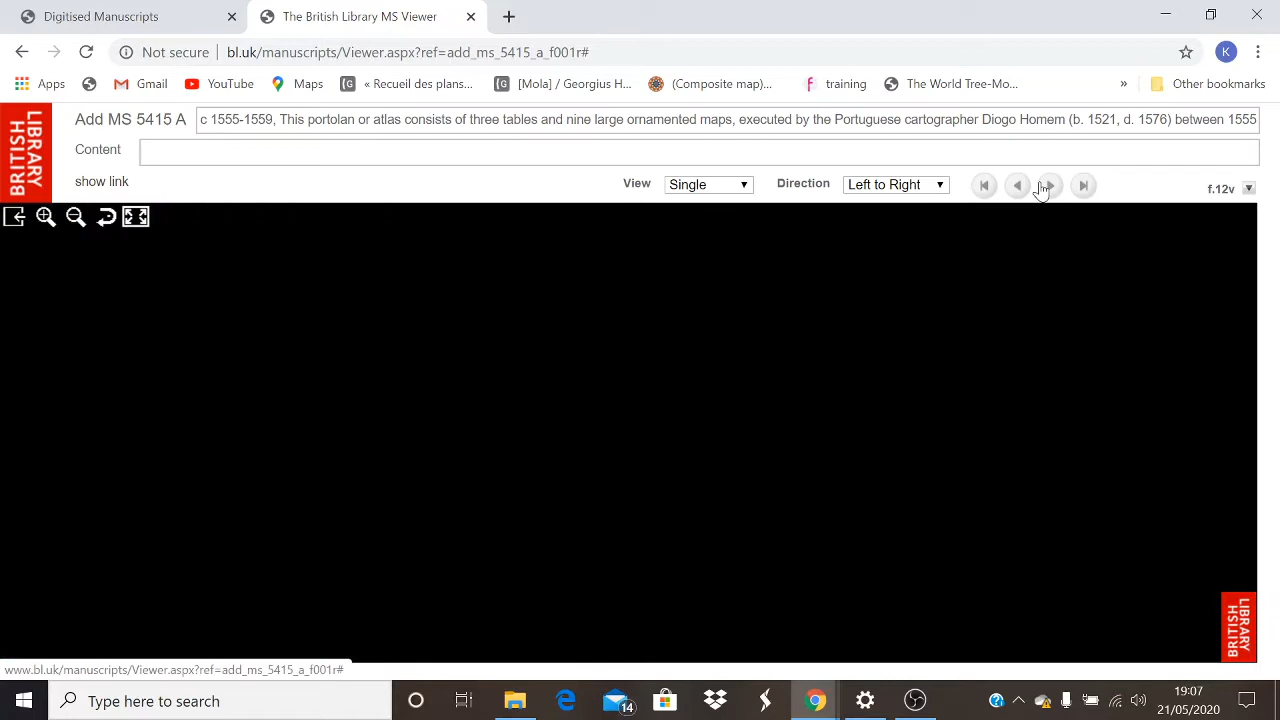 Digitised Manuscripts
The British Library MS Viewer
Not secure
bl.uk/manuscripts/Viewer.aspx?ref=add_ms_5415_a_f001r#
K
Apps
Gmail
YouTube
Maps
« Recueil des plans...
[Mola] / Georgius H...
(Composite map)...
training
The World Tree-Mo...
»
Other bookmarks
LIBRARY
BRITISH
Add MS 5415 A
c 1555-1559, This portolan or atlas consists of three tables and nine large ornamented maps, executed by the Portuguese cartographer Diogo Homem (b. 1521, d. 1576) between 1555
Content
show link
View
Single
Direction
Left to Right
f.12v
LIBRARY
BRITISH
www.bl.uk/manuscripts/Viewer.aspx?ref=add_ms_5415_a_f001r#
Type here to search
14
19:07
21/05/2020